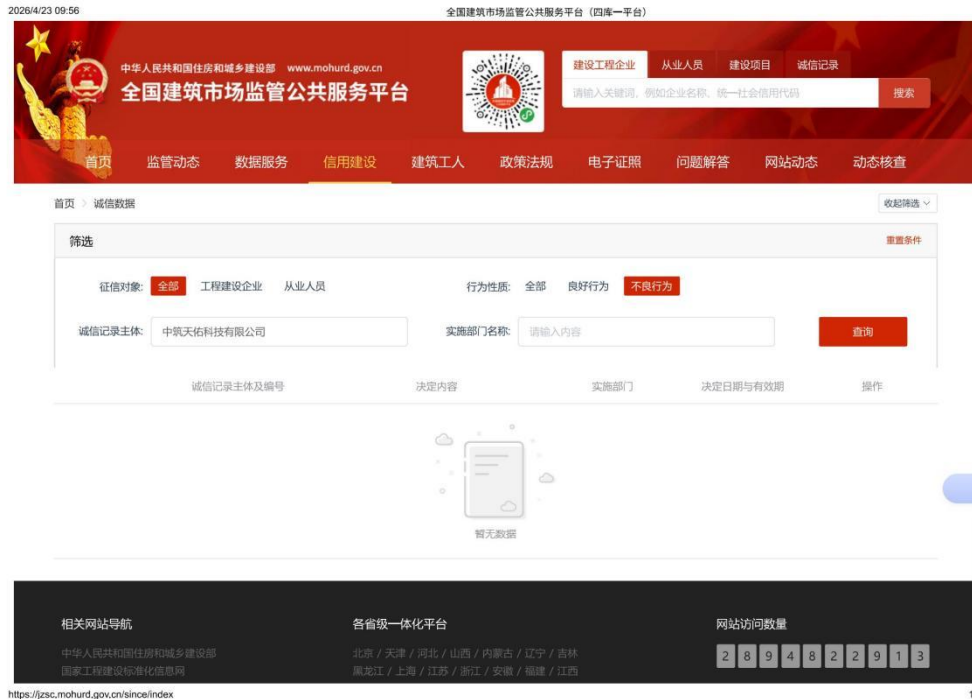 2026/4/23 09:56
全国建筑市场监管公共服务平台（四库一平台）
中华人民共和国住房和城乡建设部 www.mohurd.gov.cn
全国建筑市场监管公共服务平台
建设工程企业 从业人员 建设项目 诚信记录
请输入关键词，例如企业名称、统一社会信用代码 搜索
首页 监管动态 数据服务 信用建设 建筑工人 政策法规 电子证照 问题解答 网站动态 动态核查
首页 > 诚信数据 收起筛选
筛选 重置条件
征信对象: 全部 工程建设企业 从业人员 行为性质: 全部 良好行为 不良行为
诚信记录主体: 中筑天佑科技有限公司 实施部门名称: 请输入内容 查询
诚信记录主体及编号 决定内容 实施部门 决定日期与有效期 操作
暂无数据
相关网站导航 各省级一体化平台 网站访问数量
中华人民共和国住房和城乡建设部 北京 / 天津 / 河北 / 山西 / 内蒙古 / 辽宁 / 吉林 2 8 9 4 8 2 2 9 1 3
国家工程建设标准化信息网 黑龙江 / 上海 / 江苏 / 浙江 / 安徽 / 福建 / 江西
https://jzsc.mohurd.gov.cn/since/index 1